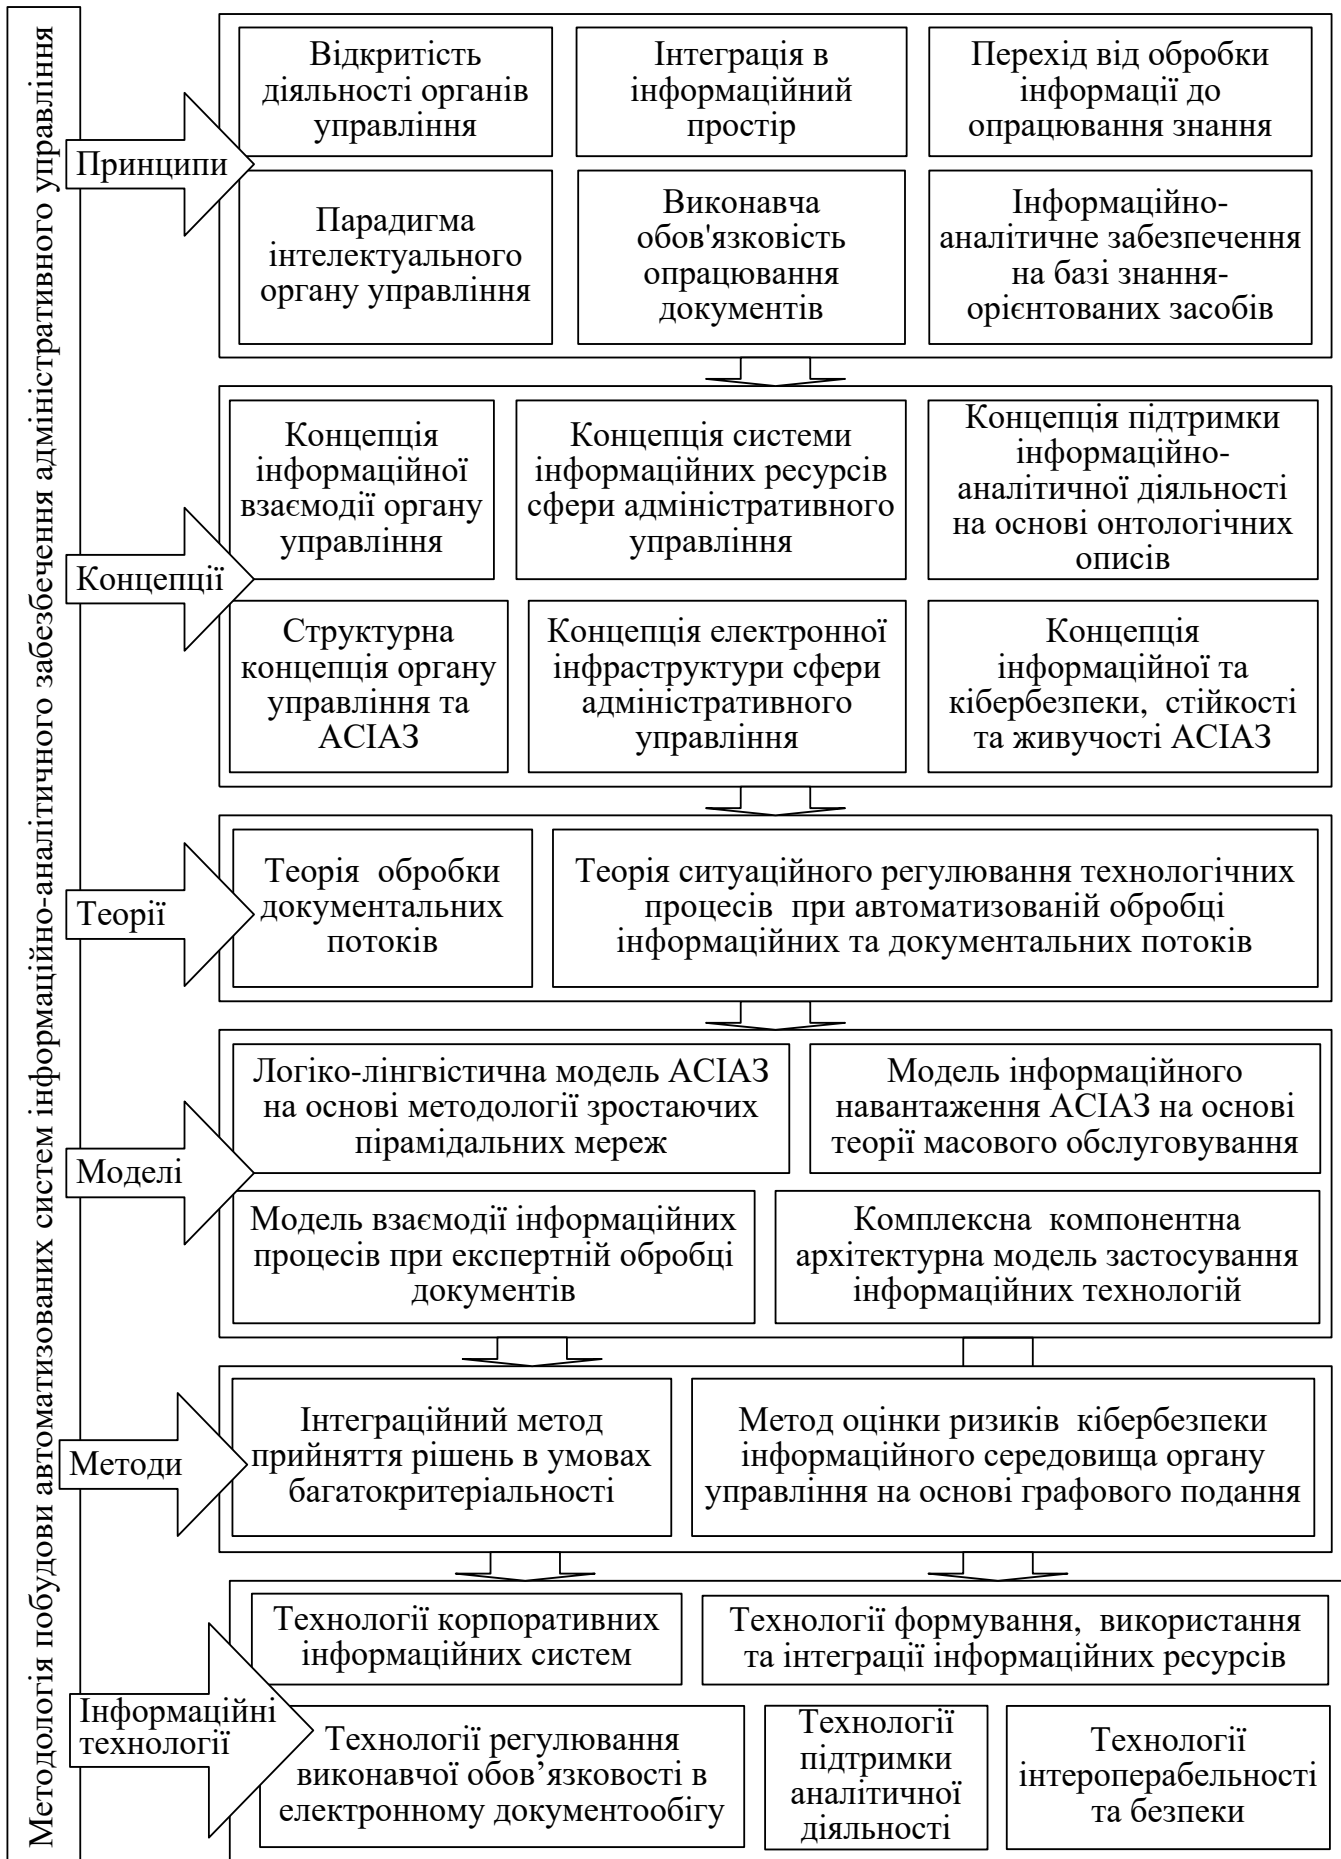 Методологія побудови автоматизованих систем інформаційно-аналітичного забезбечення адміністративного управління
Принципи
Відкритість
діяльності органів
управління
Інтеграція в
інформаційний
простір
Перехід від обробки
інформації до
опрацювання знання
Парадигма
інтелектуального
органу управління
Виконавча
обов'язковість
опрацювання
документів
Інформаційно-
аналітичне забезпечення
на базі знання-
орієнтованих засобів
Концепції
Концепція
інформаційної
взаємодії органу
управління
Концепція системи
інформаційних ресурсів
сфери адміністративного
управління
Концепція підтримки
інформаційно-
аналітичної діяльності
на основі онтологічних
описів
Структурна
концепція органу
управління та
АСІАЗ
Концепція електронної
інфраструктури сфери
адміністративного
управління
Концепція
інформаційної та
кібербезпеки, стійкості
та живучості АСІАЗ
Теорії
Теорія обробки
документальних
потоків
Теорія ситуаційного регулювання технологічних
процесів при автоматизованій обробці
інформаційних та документальних потоків
Моделі
Логіко-лінгвістична модель АСІАЗ
на основі методології зростаючих
пірамідальних мереж
Модель інформаційного
навантаження АСІАЗ на основі
теорії масового обслуговування
Модель взаємодії інформаційних
процесів при експертній обробці
документів
Комплексна компонентна
архітектурна модель застосування
інформаційних технологій
Методи
Інтеграційний метод
прийняття рішень в умовах
багатокритеріальності
Метод оцінки ризиків кібербезпеки
інформаційного середовища органу
управління на основі графового подання
Інформаційні
технології
Технології корпоративних
інформаційних систем
Технології формування, використання
та інтеграції інформаційних ресурсів
Технології регулювання
виконавчої обов’язковості в
електронному документообігу
Технології
підтримки
аналітичної
діяльності
Технології
інтероперабельності
та безпеки